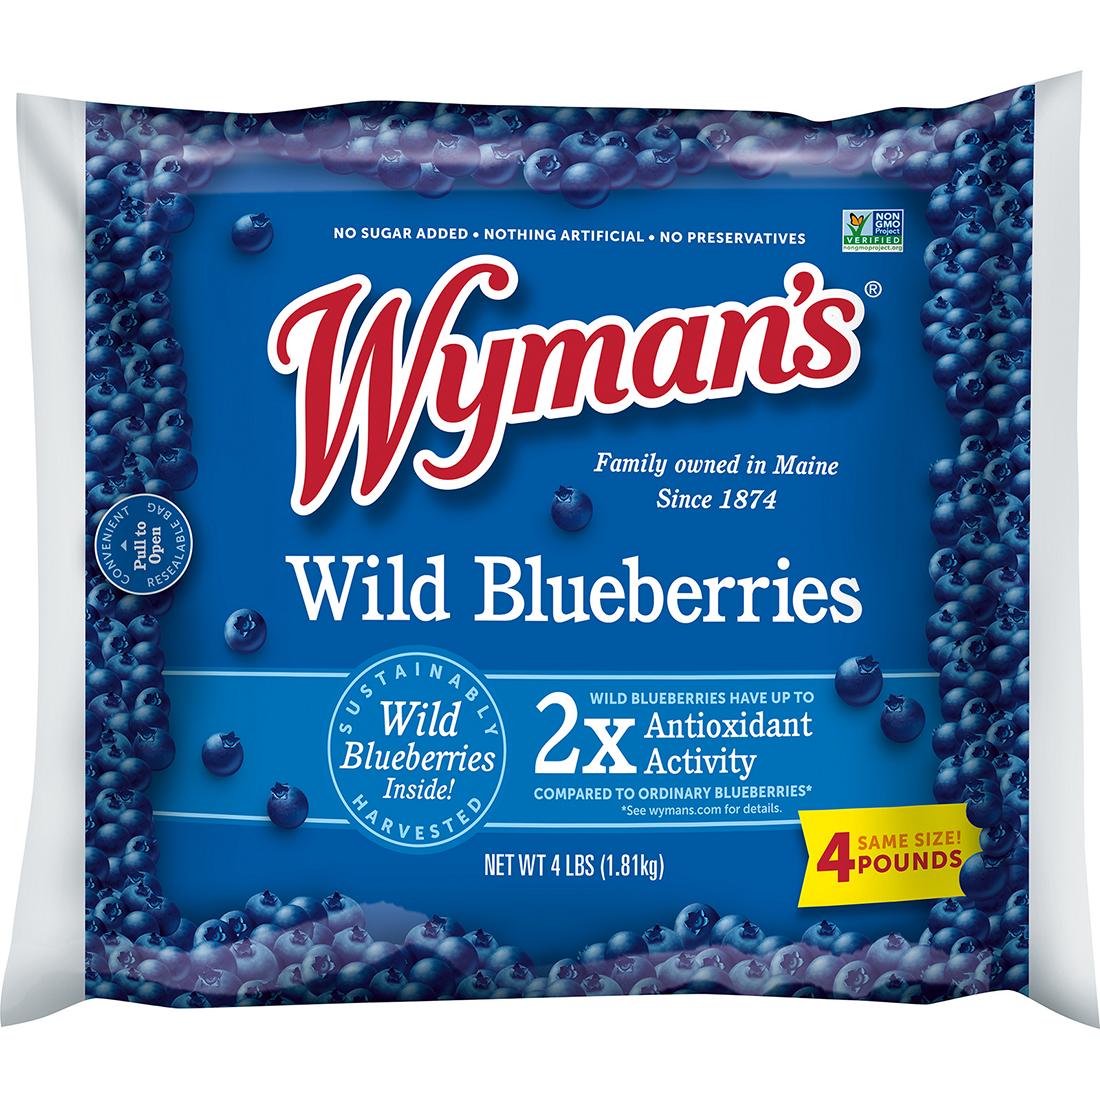 NO SUGAR ADDED • NOTHING ARTIFICIAL • NO PRESERVATIVES
NON
GMO
Project
VERIFIED
nongmoproject.org
Wyman's®
Family owned in Maine
Since 1874
CONVENIENT
Pull to
Open
RESEALABLE BAG
Wild Blueberries
SUSTAINABLY
Wild
Blueberries
Inside!
HARVESTED
WILD BLUEBERRIES HAVE UP TO
2x Antioxidant
Activity
COMPARED TO ORDINARY BLUEBERRIES*
*See wymans.com for details.
SAME SIZE!
4 POUNDS
NET WT 4 LBS (1.81kg)